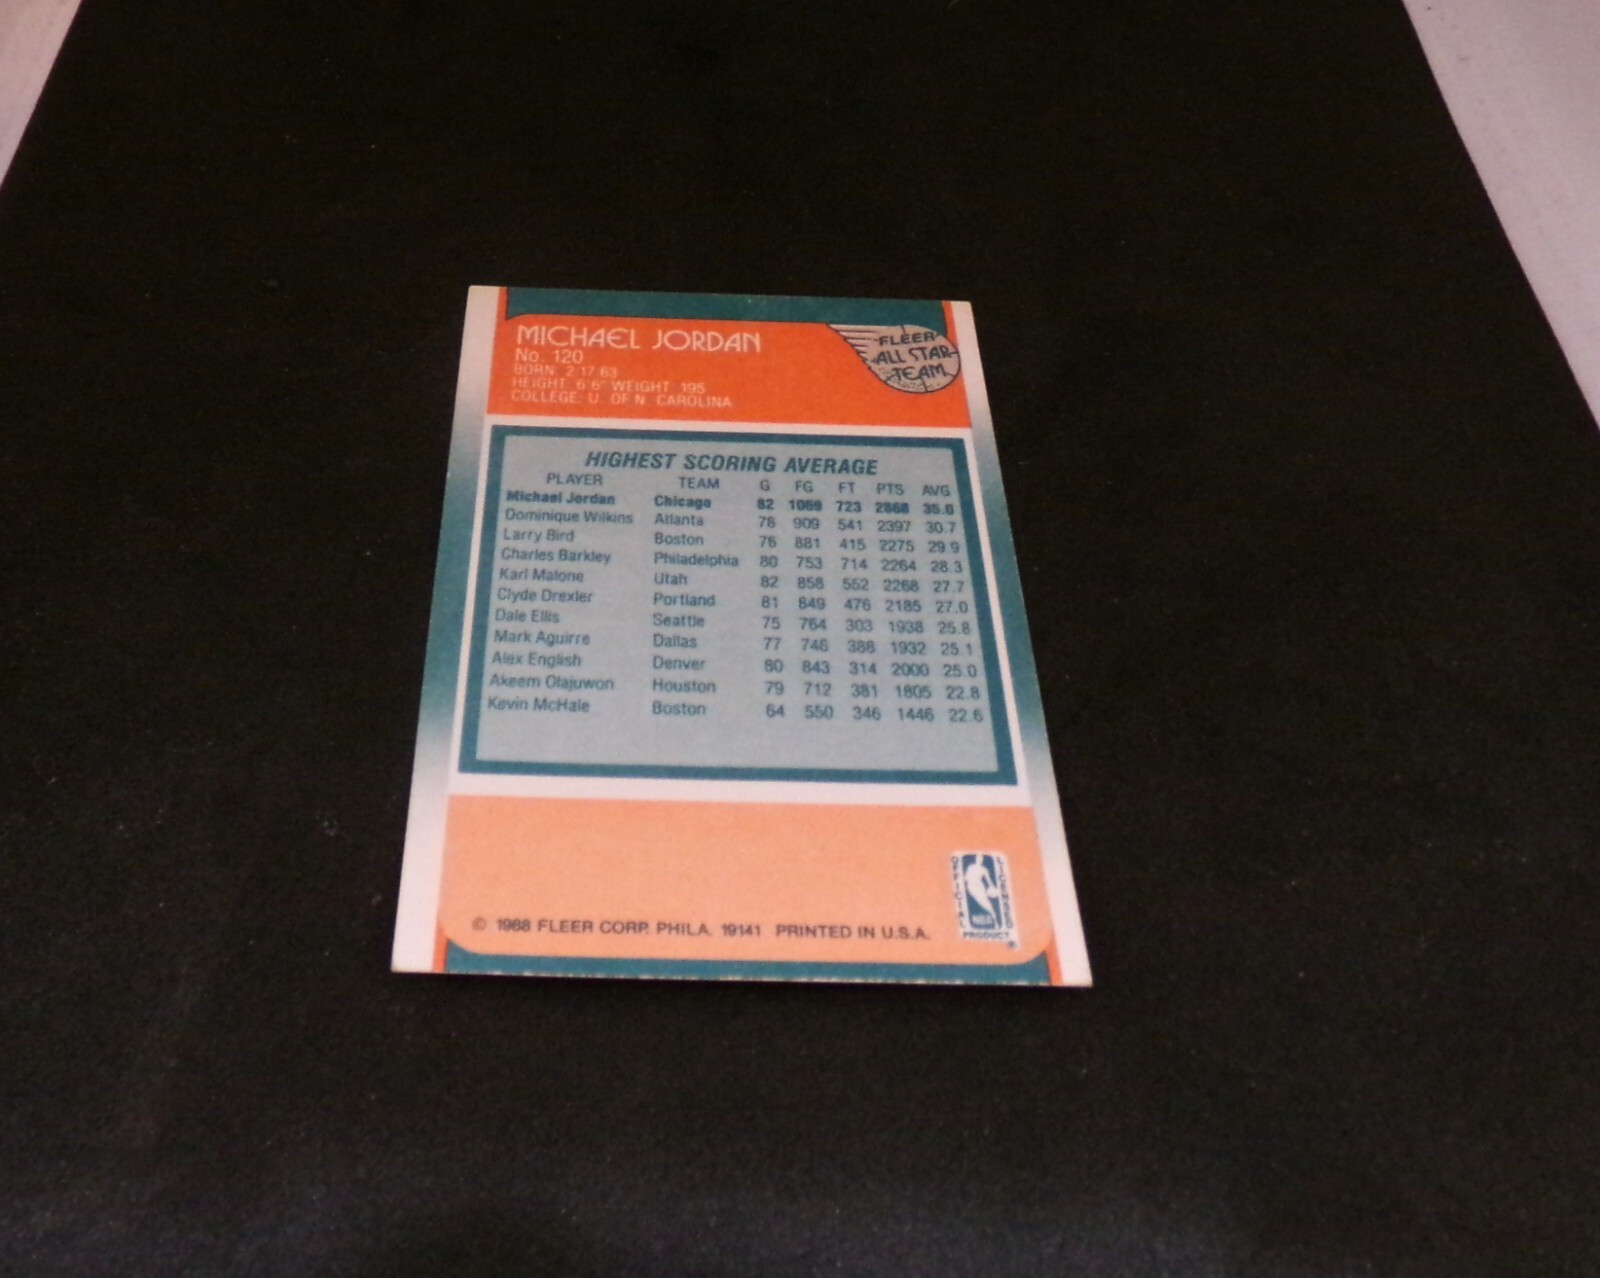 MICHAEL JORDAN
No. 120
BORN: 2-17-63
HEIGHT: 6'6" WEIGHT: 195
COLLEGE: U. OF N. CAROLINA
FLEER
ALL STAR
TEAM
HIGHEST SCORING AVERAGE
PLAYER TEAM G FG FT PTS AVG
Michael Jordan Chicago 82 1069 723 2868 35.0
Dominique Wilkins Atlanta 78 909 541 2397 30.7
Larry Bird Boston 76 881 415 2275 29.9
Charles Barkley Philadelphia 80 753 714 2264 28.3
Karl Malone Utah 82 858 552 2268 27.7
Clyde Drexler Portland 81 849 476 2185 27.0
Dale Ellis Seattle 75 764 303 1938 25.8
Mark Aguirre Dallas 77 746 388 1932 25.1
Alex English Denver 80 843 314 2000 25.0
Akeem Olajuwon Houston 79 712 381 1805 22.8
Kevin McHale Boston 64 550 346 1446 22.6
OFFICIAL LICENSED
NBA
PRODUCT ®
© 1988 FLEER CORP. PHILA. 19141 PRINTED IN U.S.A.